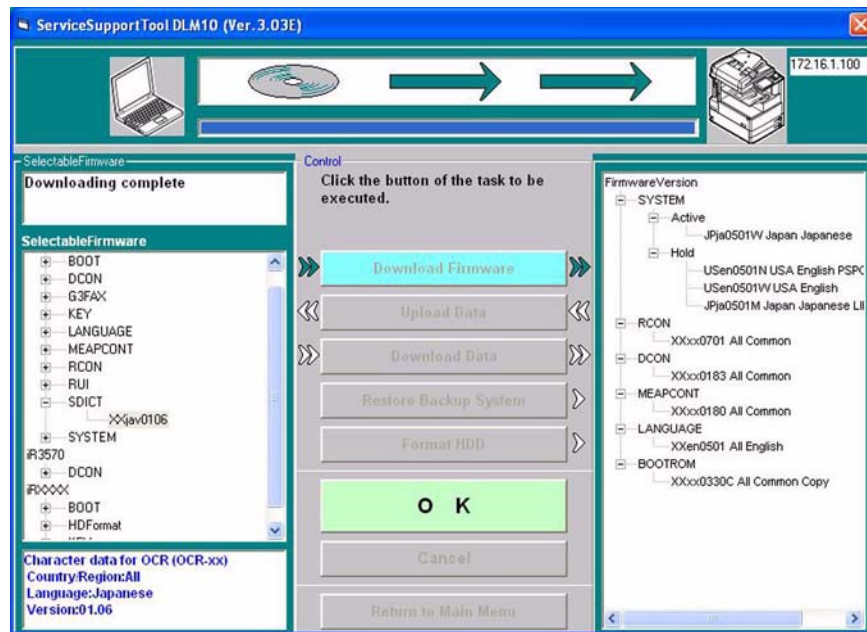 ServiceSupportTool DLM10 (Ver. 3.03E)
172.16.1.100
SelectableFirmware
Downloading complete
SelectableFirmware
BOOT
DCON
G3FAX
KEY
LANGUAGE
MEAPCONT
RCON
RUI
SDICT
XXjav0106
SYSTEM
iR3570
DCON
iRXXXX
BOOT
HDFormat
Character data for OCR (OCR-xx)
Country/Region:All
Language:Japanese
Version:01.06
Control
Click the button of the task to be
executed.
Download Firmware
Upload Data
Download Data
Restore Backup System
Format HDD
O K
Cancel
Return to Main Menu
FirmwareVersion
SYSTEM
Active
JPja0501W Japan Japanese
Hold
USen0501N USA English PSPC
USen0501W USA English
JPja0501M Japan Japanese LI
RCON
XXxx0701 All Common
DCON
XXxx0183 All Common
MEAPCONT
XXxx0180 All Common
LANGUAGE
XXen0501 All English
BOOTROM
XXxx0330C All Common Copy